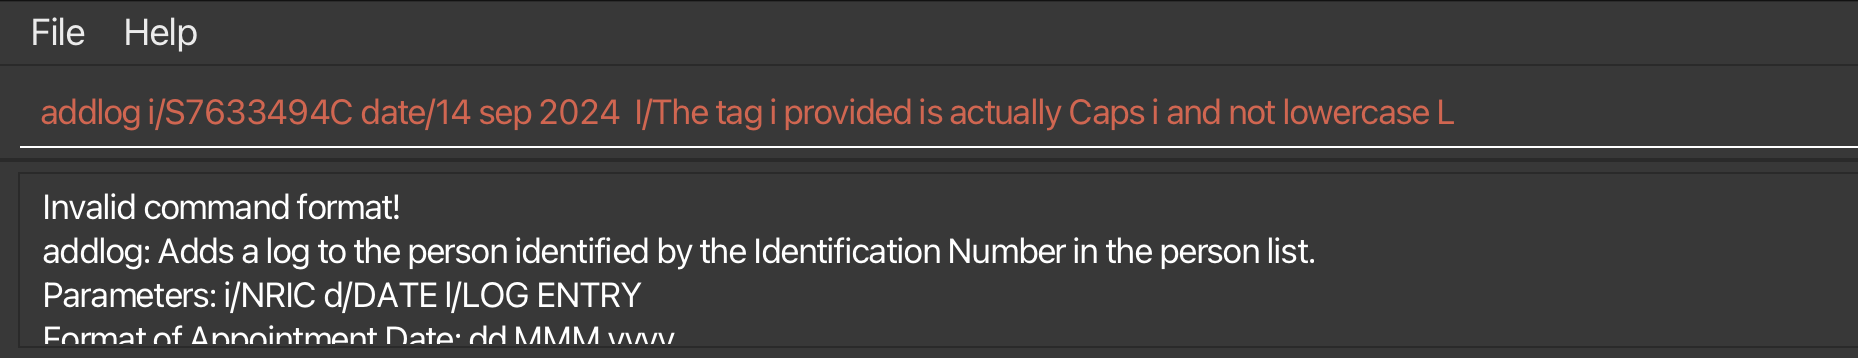 File Help
addlog i/S7633494C date/14 sep 2024  I/The tag i provided is actually Caps i and not lowercase L
Invalid command format!
addlog: Adds a log to the person identified by the Identification Number in the person list.
Parameters: i/NRIC d/DATE l/LOG ENTRY
Format of Appointment Date: dd MMM yyyy